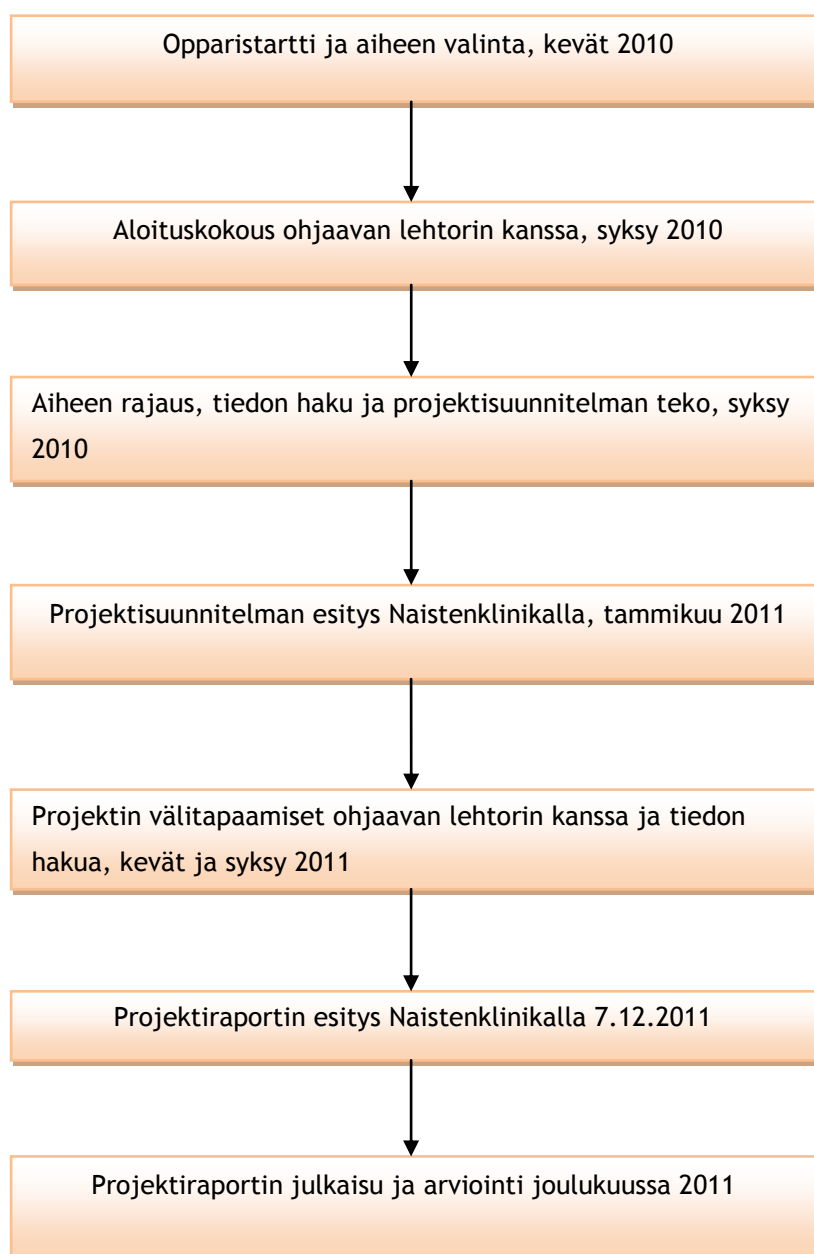 Opparistartti ja aiheen valinta, kevät 2010
Aloituskokous ohjaavan lehtorin kanssa, syksy 2010
Aiheen rajaus, tiedon haku ja projektisuunnitelman teko, syksy
2010
Projektisuunnitelman esitys Naistenklinikalla, tammikuu 2011
Projektin välitapaamiset ohjaavan lehtorin kanssa ja tiedon
hakua, kevät ja syksy 2011
Projektiraportin esitys Naistenklinikalla 7.12.2011
Projektiraportin julkaisu ja arviointi joulukuussa 2011